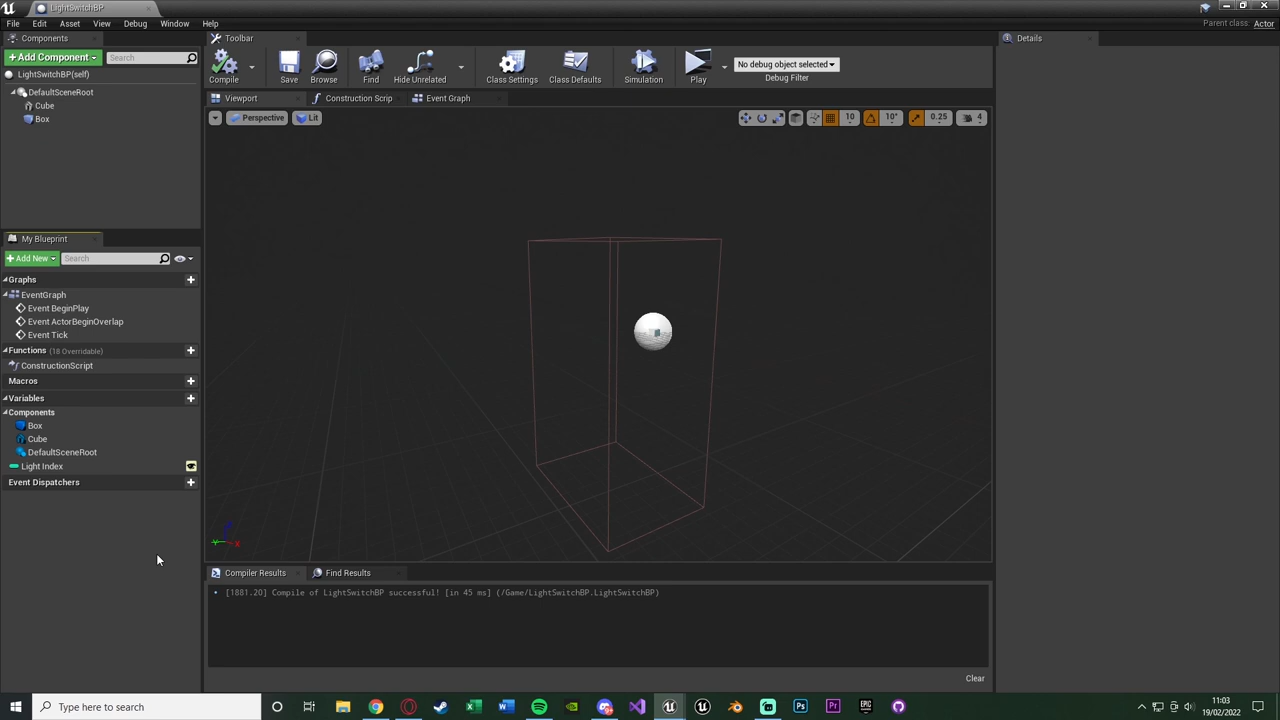 LightSwitchBP
File Edit Asset View Debug Window Help
Parent class: Actor
Components
Toolbar
Details
+Add Component
Search
Compile
Save
Browse
Find
Hide Unrelated
Class Settings
Class Defaults
Simulation
Play
No debug object selected
Debug Filter
LightSwitchBP(self)
DefaultSceneRoot
Cube
Box
Viewport
Construction Scrip
Event Graph
Perspective
Lit
10
10°
0.25
4
My Blueprint
+Add New
Search
Graphs
EventGraph
Event BeginPlay
Event ActorBeginOverlap
Event Tick
Functions (18 Overridable)
ConstructionScript
Macros
Variables
Components
Box
Cube
DefaultSceneRoot
Light Index
Event Dispatchers
Compiler Results
Find Results
[1881.20] Compile of LightSwitchBP successful! [in 45 ms] (/Game/LightSwitchBP.LightSwitchBP)
Clear
Type here to search
11:03
19/02/2022